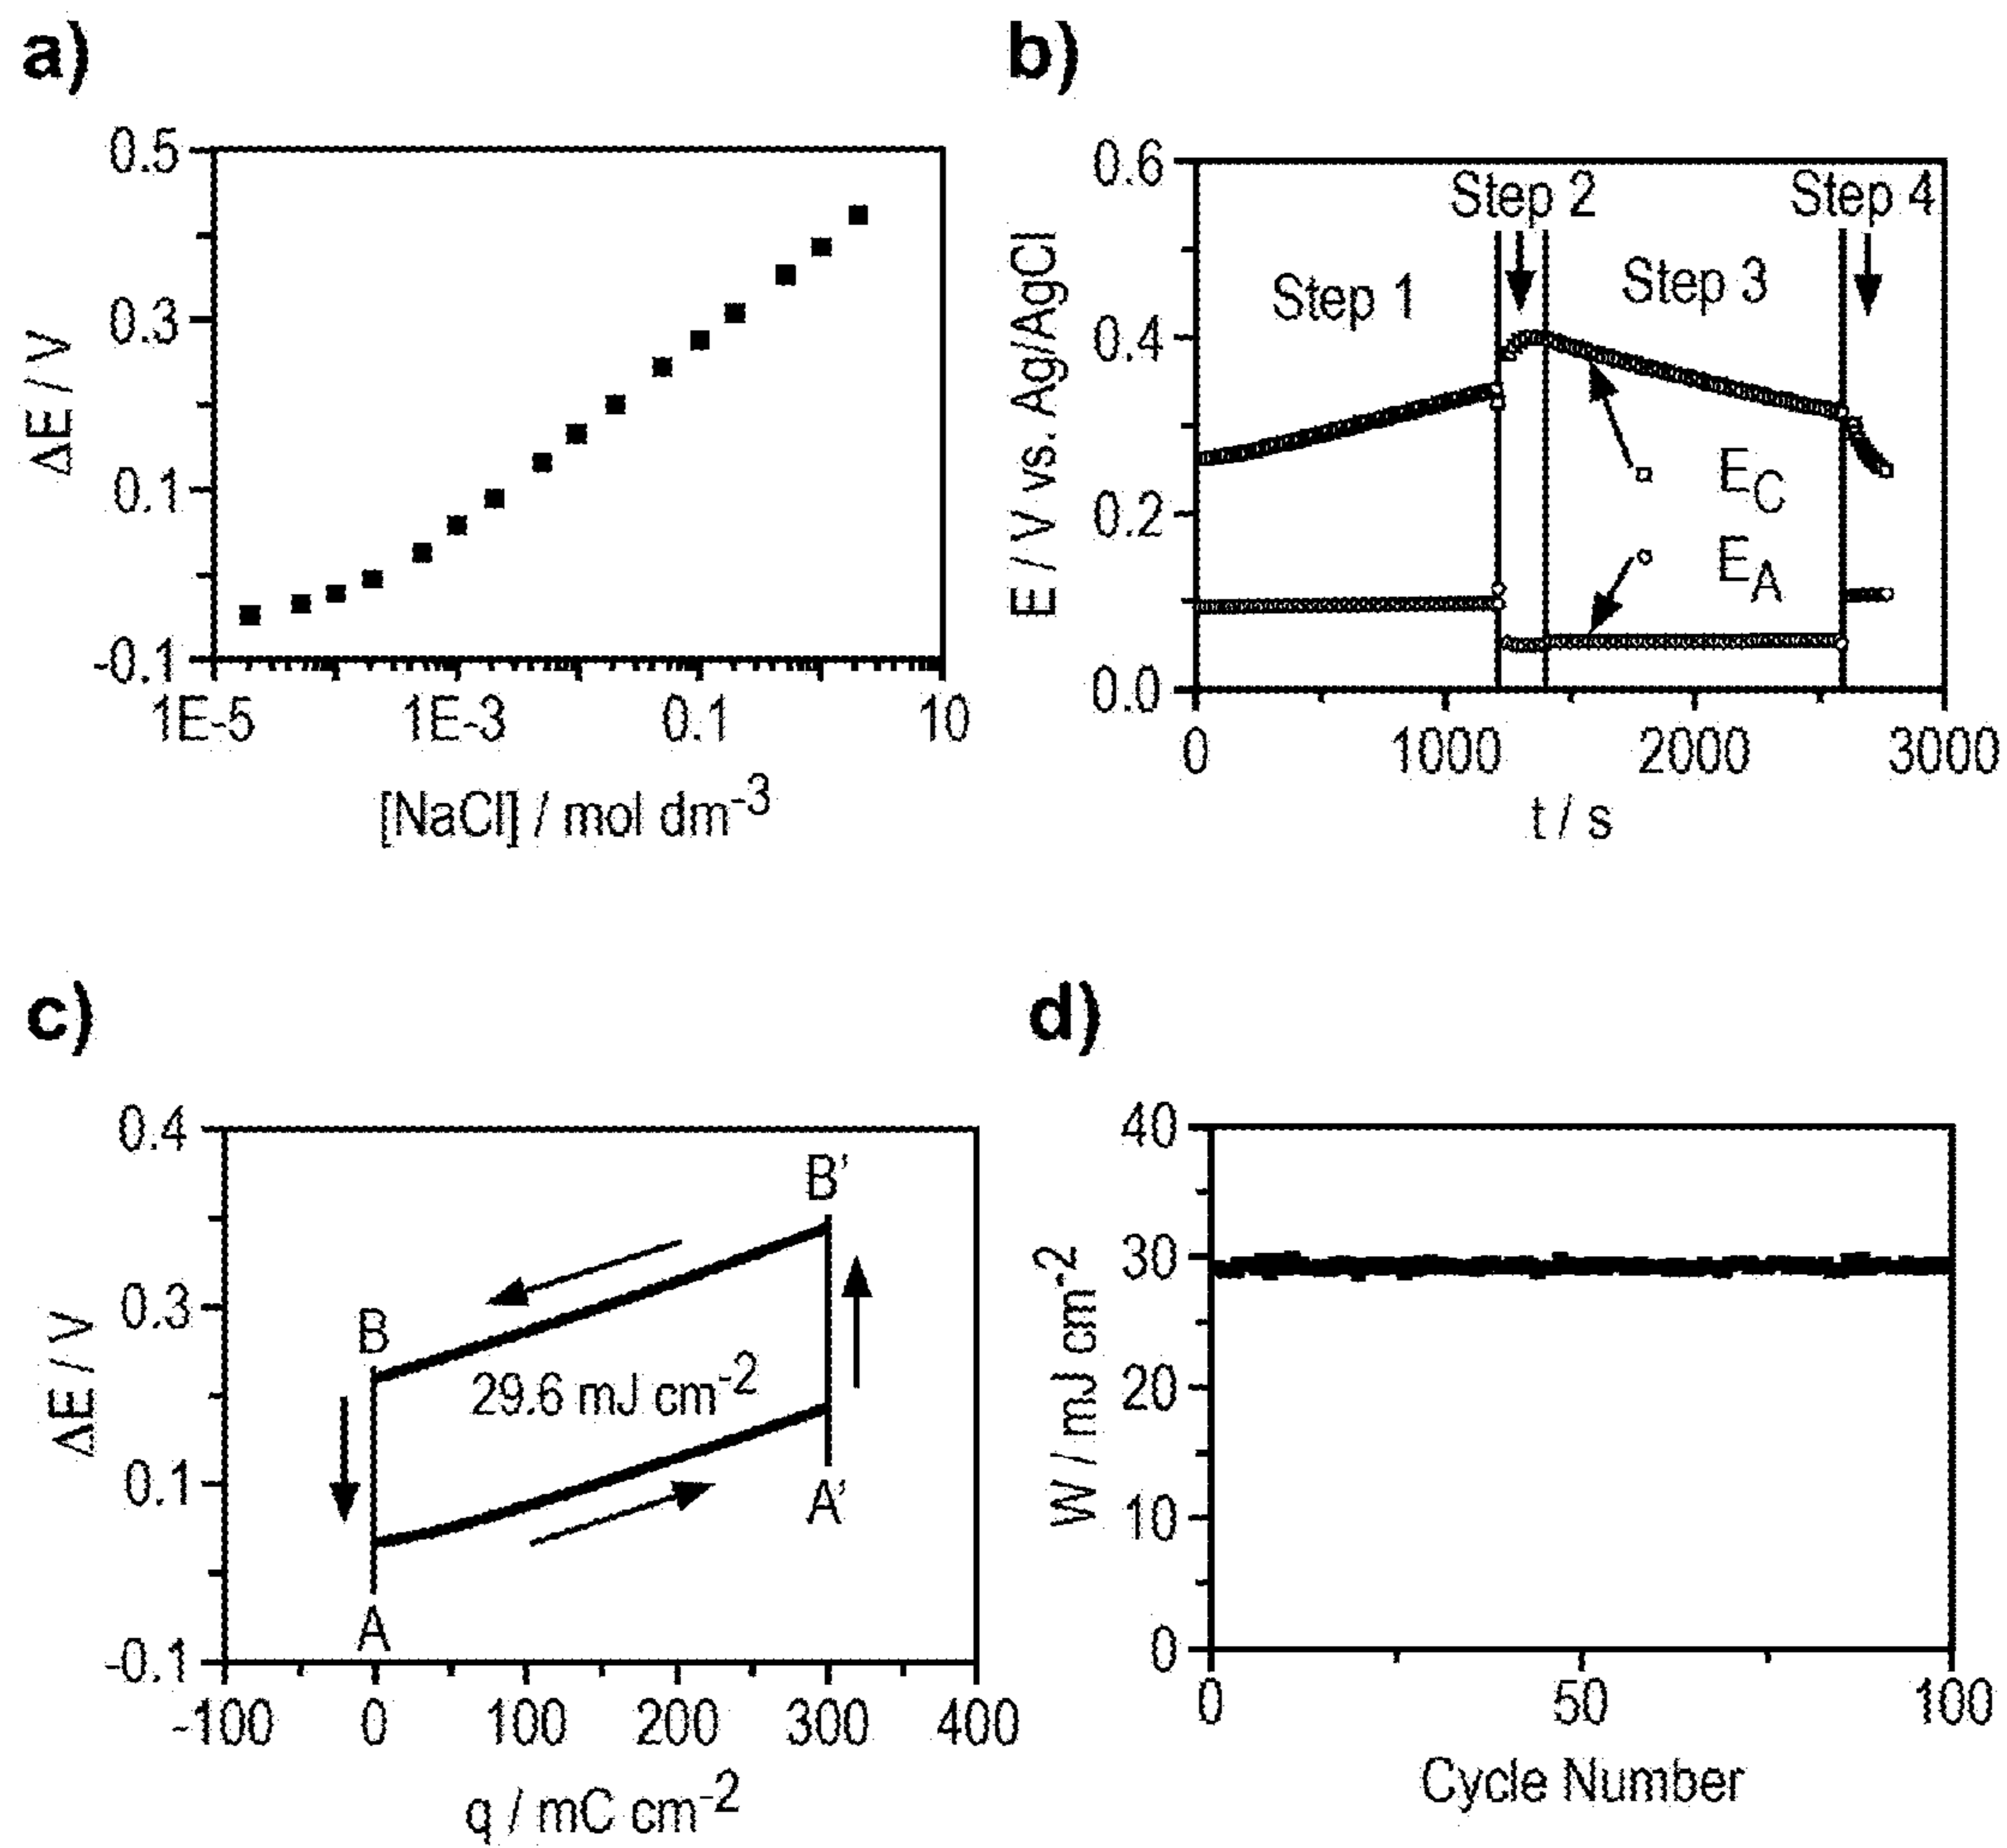 a)
0.5
0.3
0.1
-0.1
ΔE / V
1E-5 1E-3 0.1 10
[NaCl] / mol dm-3
b)
0.6
0.4
0.2
0.0
E / V vs. Ag/AgCl
Step 1
Step 2
Step 3
Step 4
EC
EA
0 1000 2000 3000
t / s
c)
0.4
0.3
0.1
-0.1
ΔE / V
B'
B
29.6 mJ cm-2
A'
A
-100 0 100 200 300 400
q / mC cm-2
d)
40
30
20
10
0
W / mJ cm-2
0 50 100
Cycle Number